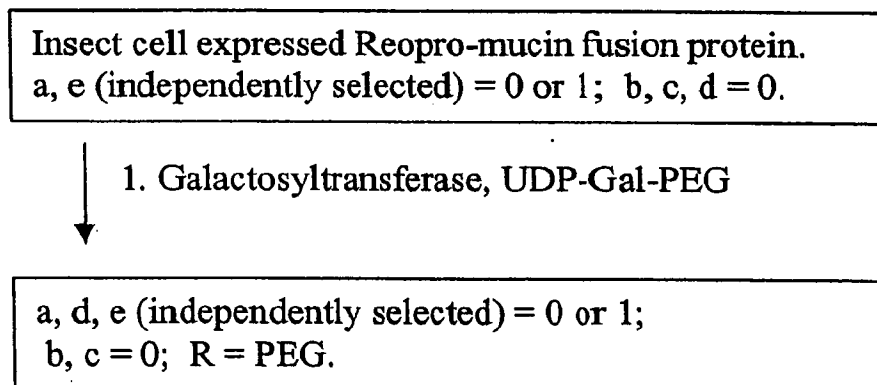 Insect cell expressed Reopro-mucin fusion protein.
a, e (independently selected) = 0 or 1; b, c, d = 0.
1. Galactosyltransferase, UDP-Gal-PEG
a, d, e (independently selected) = 0 or 1;
b, c = 0; R = PEG.